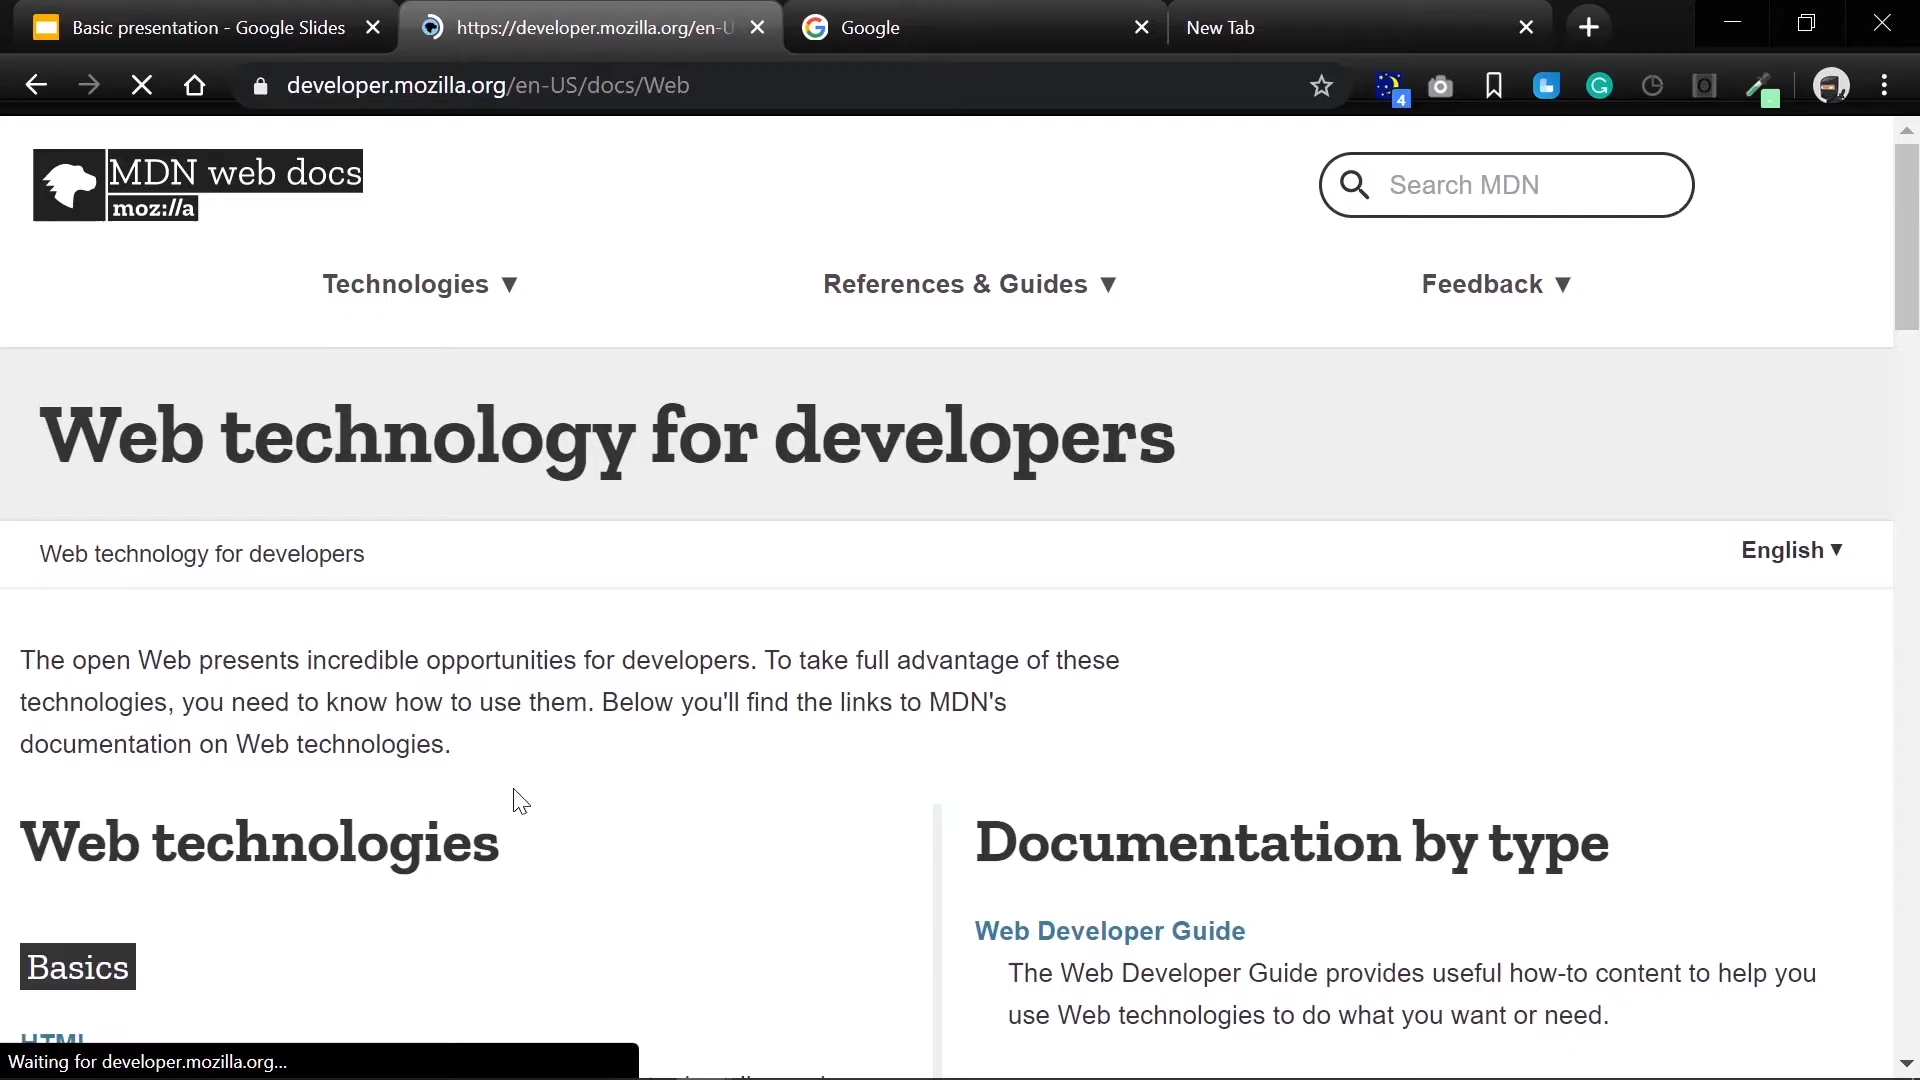 Basic presentation - Google Slides
https://developer.mozilla.org/en-U
Google
New Tab
developer.mozilla.org/en-US/docs/Web
4
MDN web docs
moz://a
Search MDN
Technologies ▼
References & Guides ▼
Feedback ▼
Web technology for developers
Web technology for developers
English ▼
The open Web presents incredible opportunities for developers. To take full advantage of these
technologies, you need to know how to use them. Below you'll find the links to MDN's
documentation on Web technologies.
Web technologies
Basics
HTML
Documentation by type
Web Developer Guide
The Web Developer Guide provides useful how-to content to help you
use Web technologies to do what you want or need.
Waiting for developer.mozilla.org...